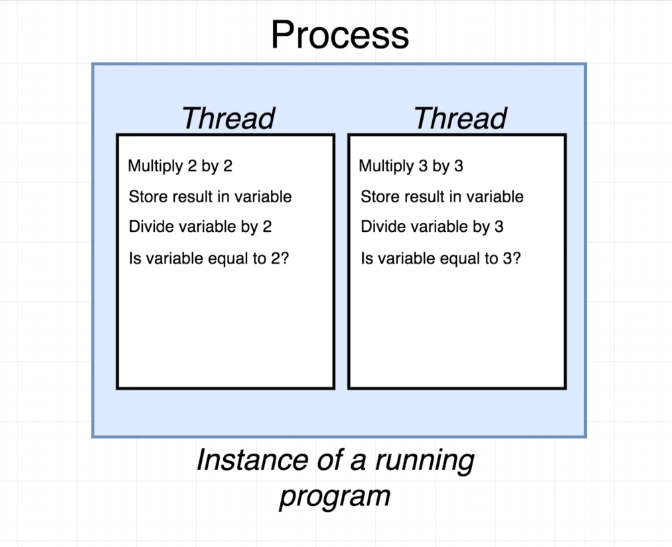 Process
Thread
Multiply 2 by 2
Store result in variable
Divide variable by 2
Is variable equal to 2?
Thread
Multiply 3 by 3
Store result in variable
Divide variable by 3
Is variable equal to 3?
Instance of a running
program